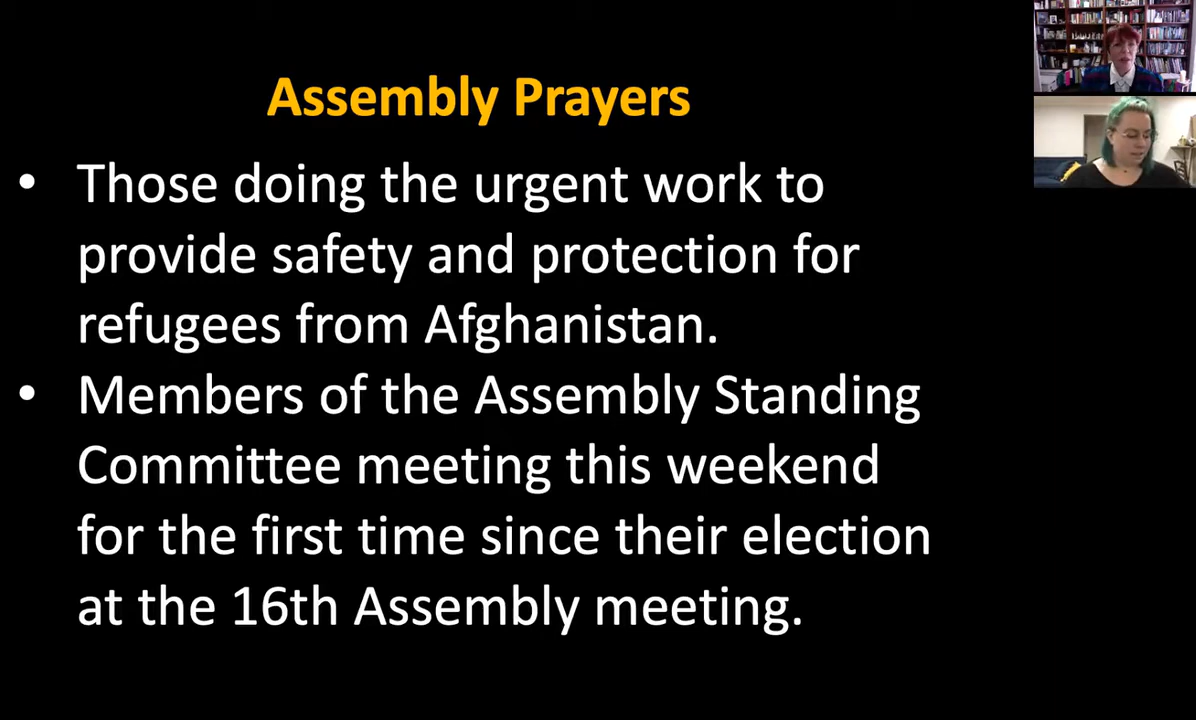 Assembly Prayers
• Those doing the urgent work to
provide safety and protection for
refugees from Afghanistan.
• Members of the Assembly Standing
Committee meeting this weekend
for the first time since their election
at the 16th Assembly meeting.